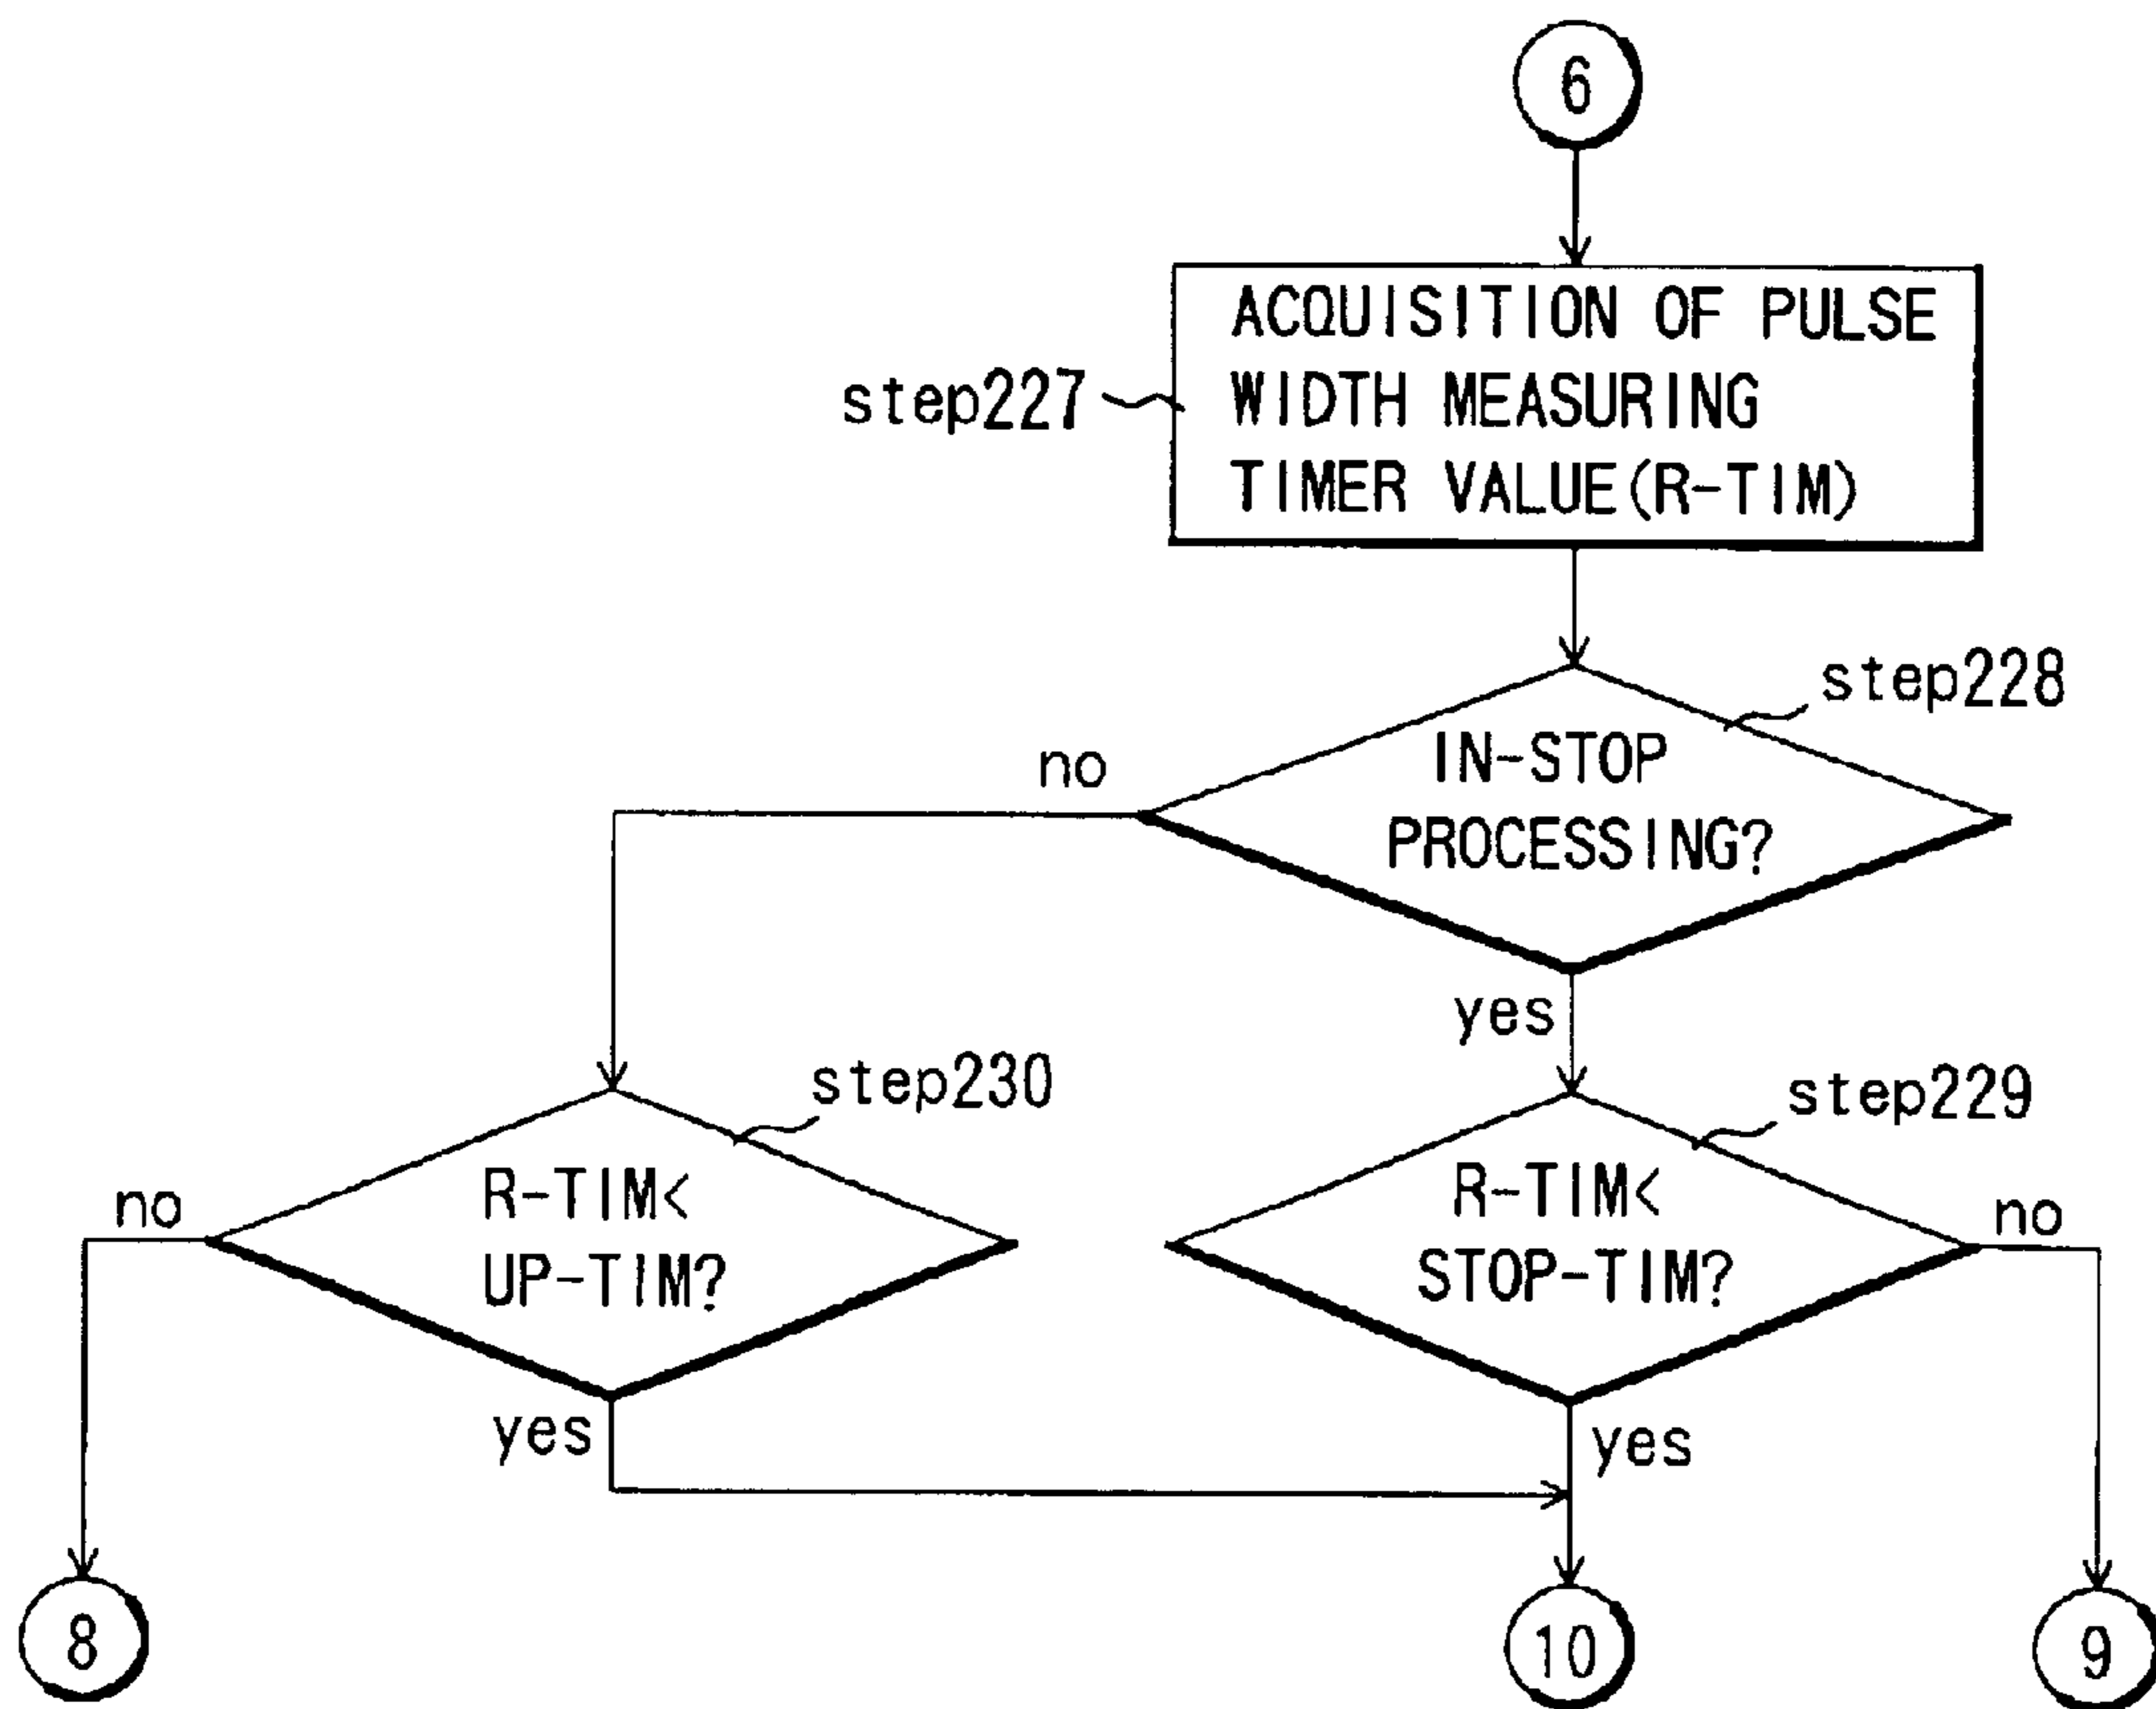 6
ACQUISITION OF PULSE
WIDTH MEASURING
TIMER VALUE(R-TIM)
step227
step228
IN-STOP
PROCESSING?
no
yes
step230
step229
R-TIM<
UP-TIM?
no
yes
R-TIM<
STOP-TIM?
no
yes
8
10
9